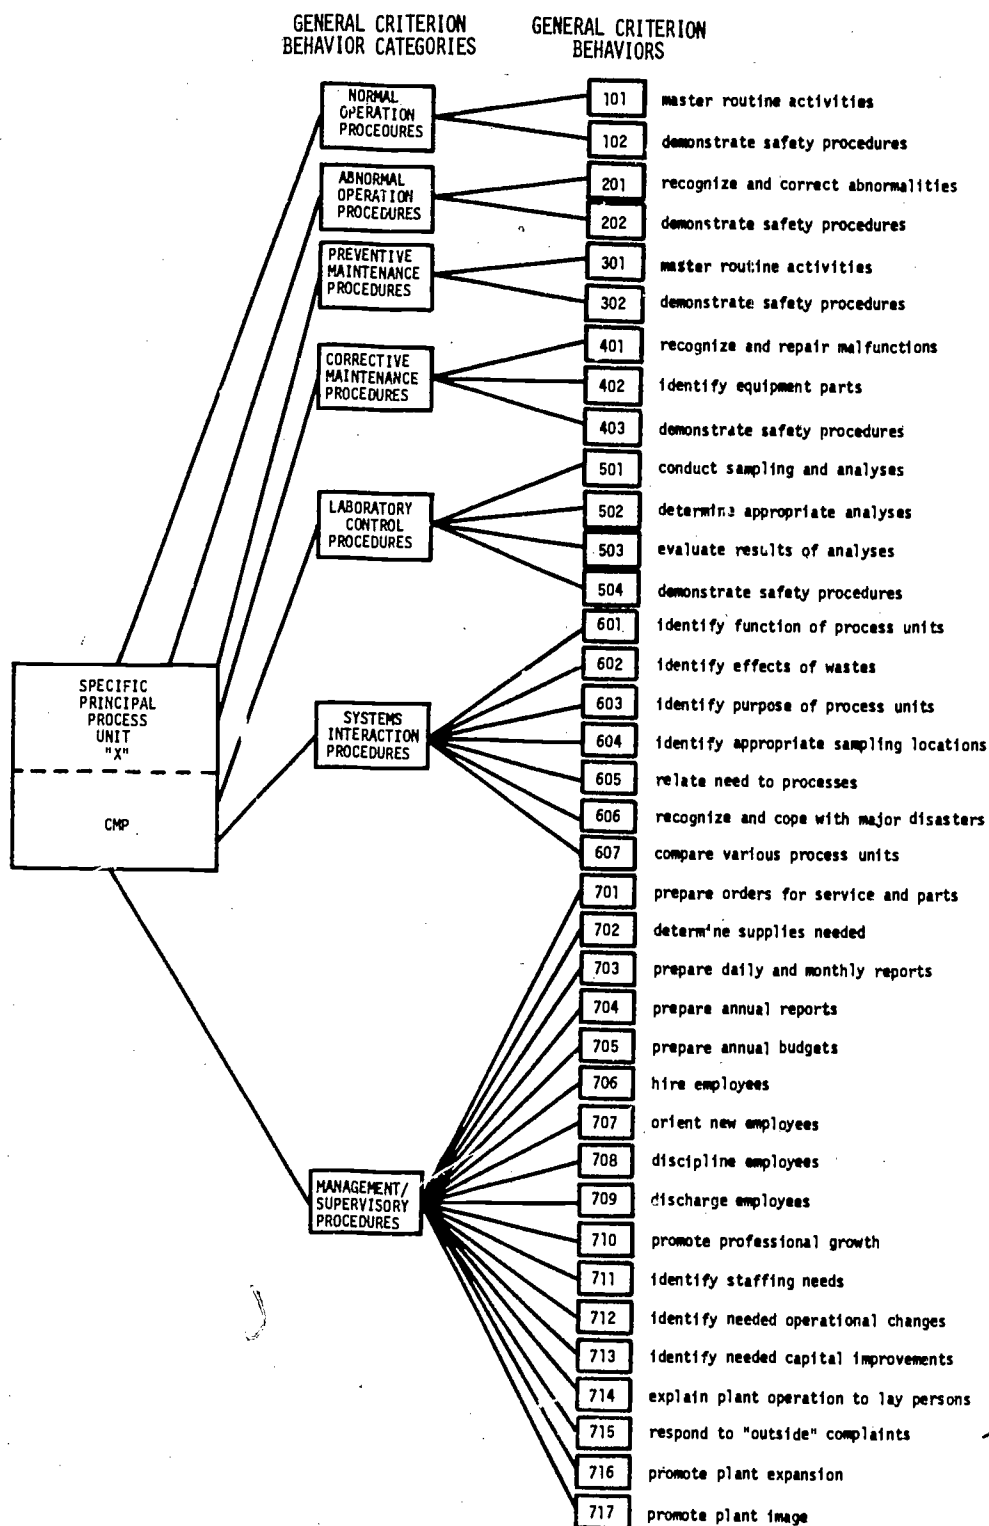 GENERAL CRITERION
BEHAVIOR CATEGORIES
GENERAL CRITERION
BEHAVIORS
NORMAL
OPERATION
PROCEDURES
101 master routine activities
102 demonstrate safety procedures
ABNORMAL
OPERATION
PROCEDURES
201 recognize and correct abnormalities
202 demonstrate safety procedures
PREVENTIVE
MAINTENANCE
PROCEDURES
301 master routine activities
302 demonstrate safety procedures
CORRECTIVE
MAINTENANCE
PROCEDURES
401 recognize and repair malfunctions
402 identify equipment parts
403 demonstrate safety procedures
LABORATORY
CONTROL
PROCEDURES
501 conduct sampling and analyses
502 determine appropriate analyses
503 evaluate results of analyses
504 demonstrate safety procedures
SPECIFIC
PRINCIPAL
PROCESS
UNIT
"X"
CMP
SYSTEMS
INTERACTION
PROCEDURES
601 identify function of process units
602 identify effects of wastes
603 identify purpose of process units
604 identify appropriate sampling locations
605 relate need to processes
606 recognize and cope with major disasters
607 compare various process units
MANAGEMENT/
SUPERVISORY
PROCEDURES
701 prepare orders for service and parts
702 determine supplies needed
703 prepare daily and monthly reports
704 prepare annual reports
705 prepare annual budgets
706 hire employees
707 orient new employees
708 discipline employees
709 discharge employees
710 promote professional growth
711 identify staffing needs
712 identify needed operational changes
713 identify needed capital improvements
714 explain plant operation to lay persons
715 respond to "outside" complaints
716 promote plant expansion
717 promote plant image